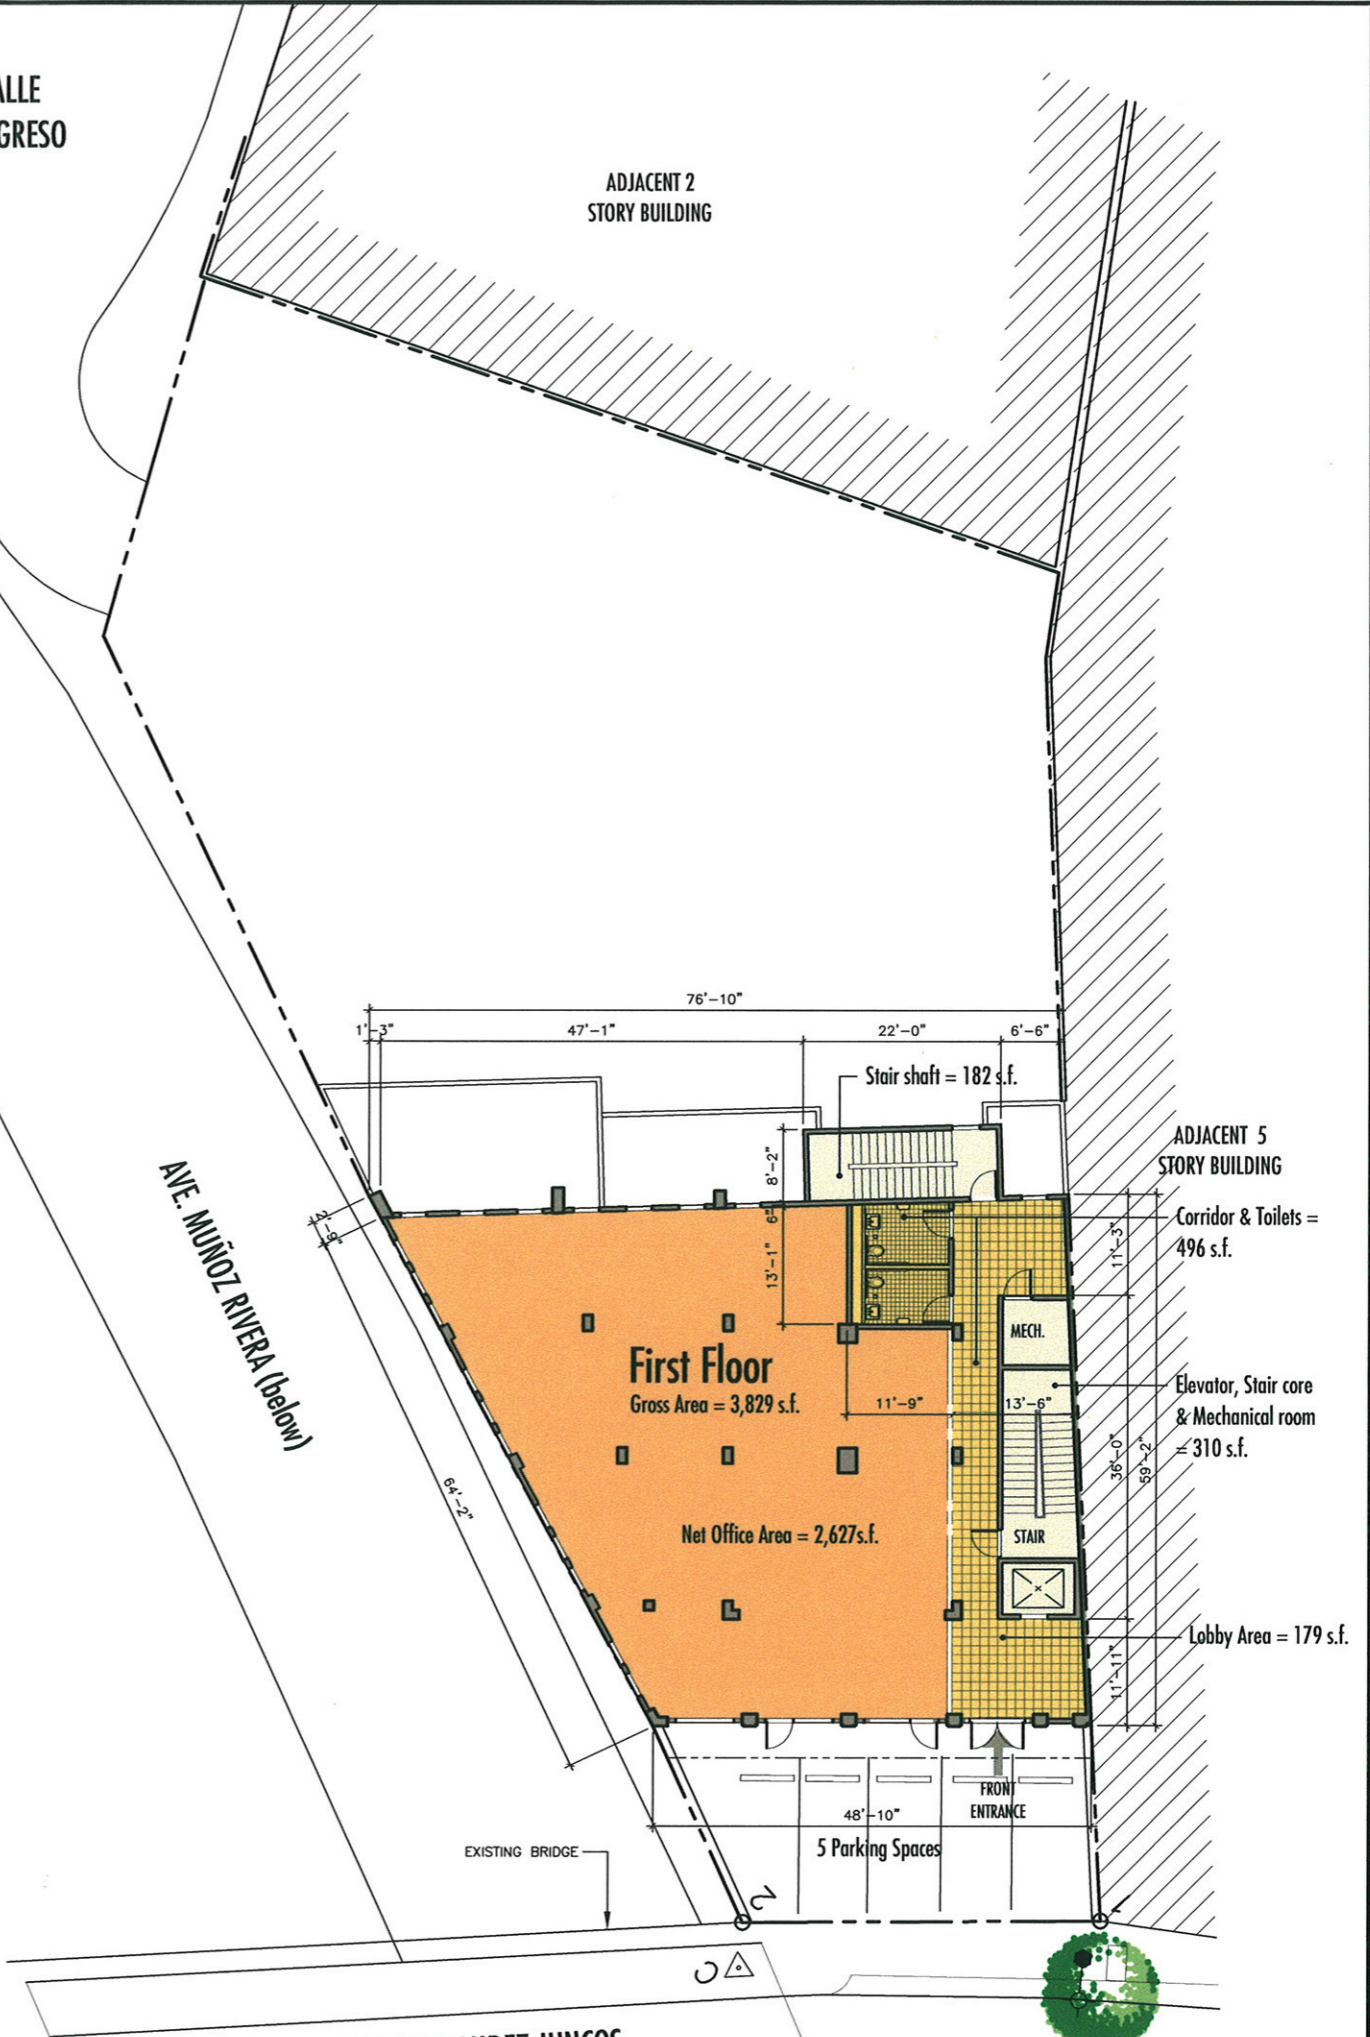 ALLE
GRESO
ADJACENT 2
STORY BUILDING
76'-10"
1'-3"
47'-1"
22'-0"
6'-6"
Stair shaft = 182 s.f.
8'-2"
ADJACENT 5
STORY BUILDING
Corridor & Toilets =
496 s.f.
AVE. MUÑOZ RIVERA (below)
2'-9"
6"
13'-1"
11'-3"
MECH.
First Floor
Gross Area = 3,829 s.f.
11'-9"
13'-6"
Elevator, Stair core
& Mechanical room
= 310 s.f.
36'-0"
59'-2"
64'-2"
Net Office Area = 2,627s.f.
STAIR
Lobby Area = 179 s.f.
11'-11"
FRONT
ENTRANCE
48'-10"
5 Parking Spaces
EXISTING BRIDGE
2
1
C